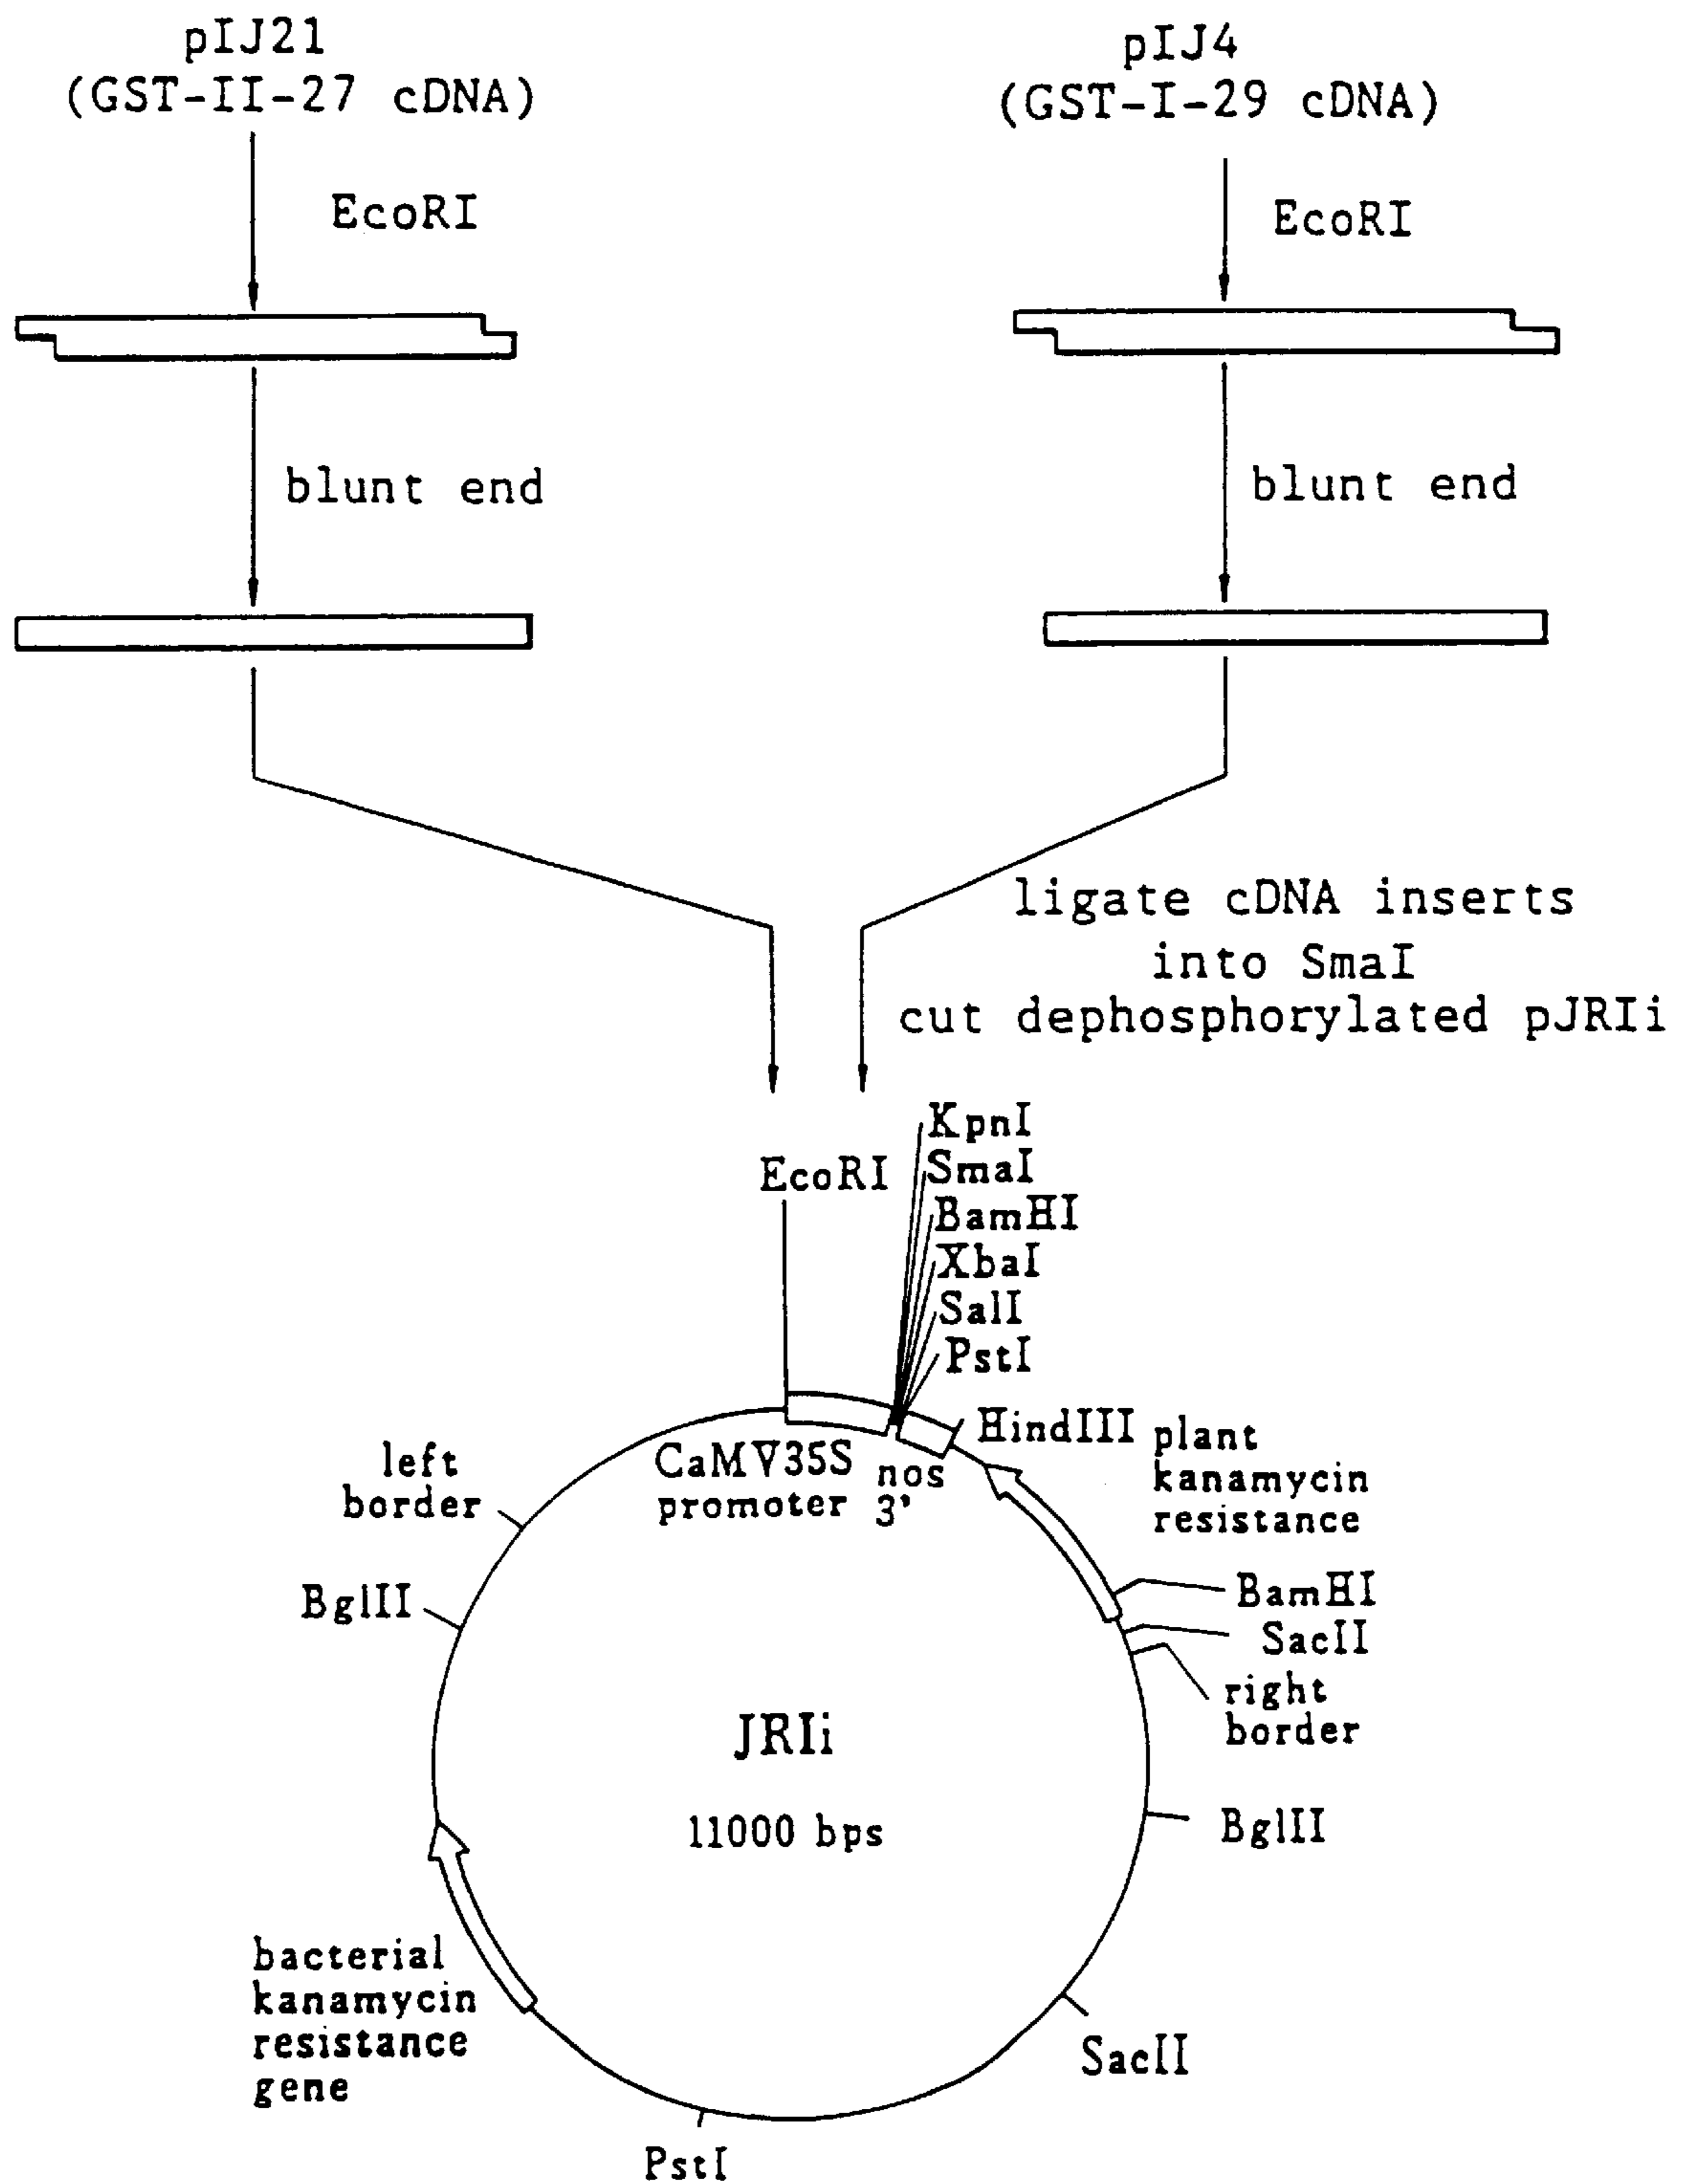 pIJ21
(GST-II-27 cDNA)
pIJ4
(GST-I-29 cDNA)
EcoRI
EcoRI
blunt end
blunt end
ligate cDNA inserts
into SmaI
cut dephosphorylated pJRIi
EcoRI
KpnI
SmaI
BamHI
XbaI
SalI
PstI
HindIII
plant
kanamycin
resistance
CaMV35S
promoter
nos
3'
left
border
BglII
BamHI
SacII
right
border
JRIi
11000 bps
BglII
bacterial
kanamycin
resistance
gene
SacII
PstI